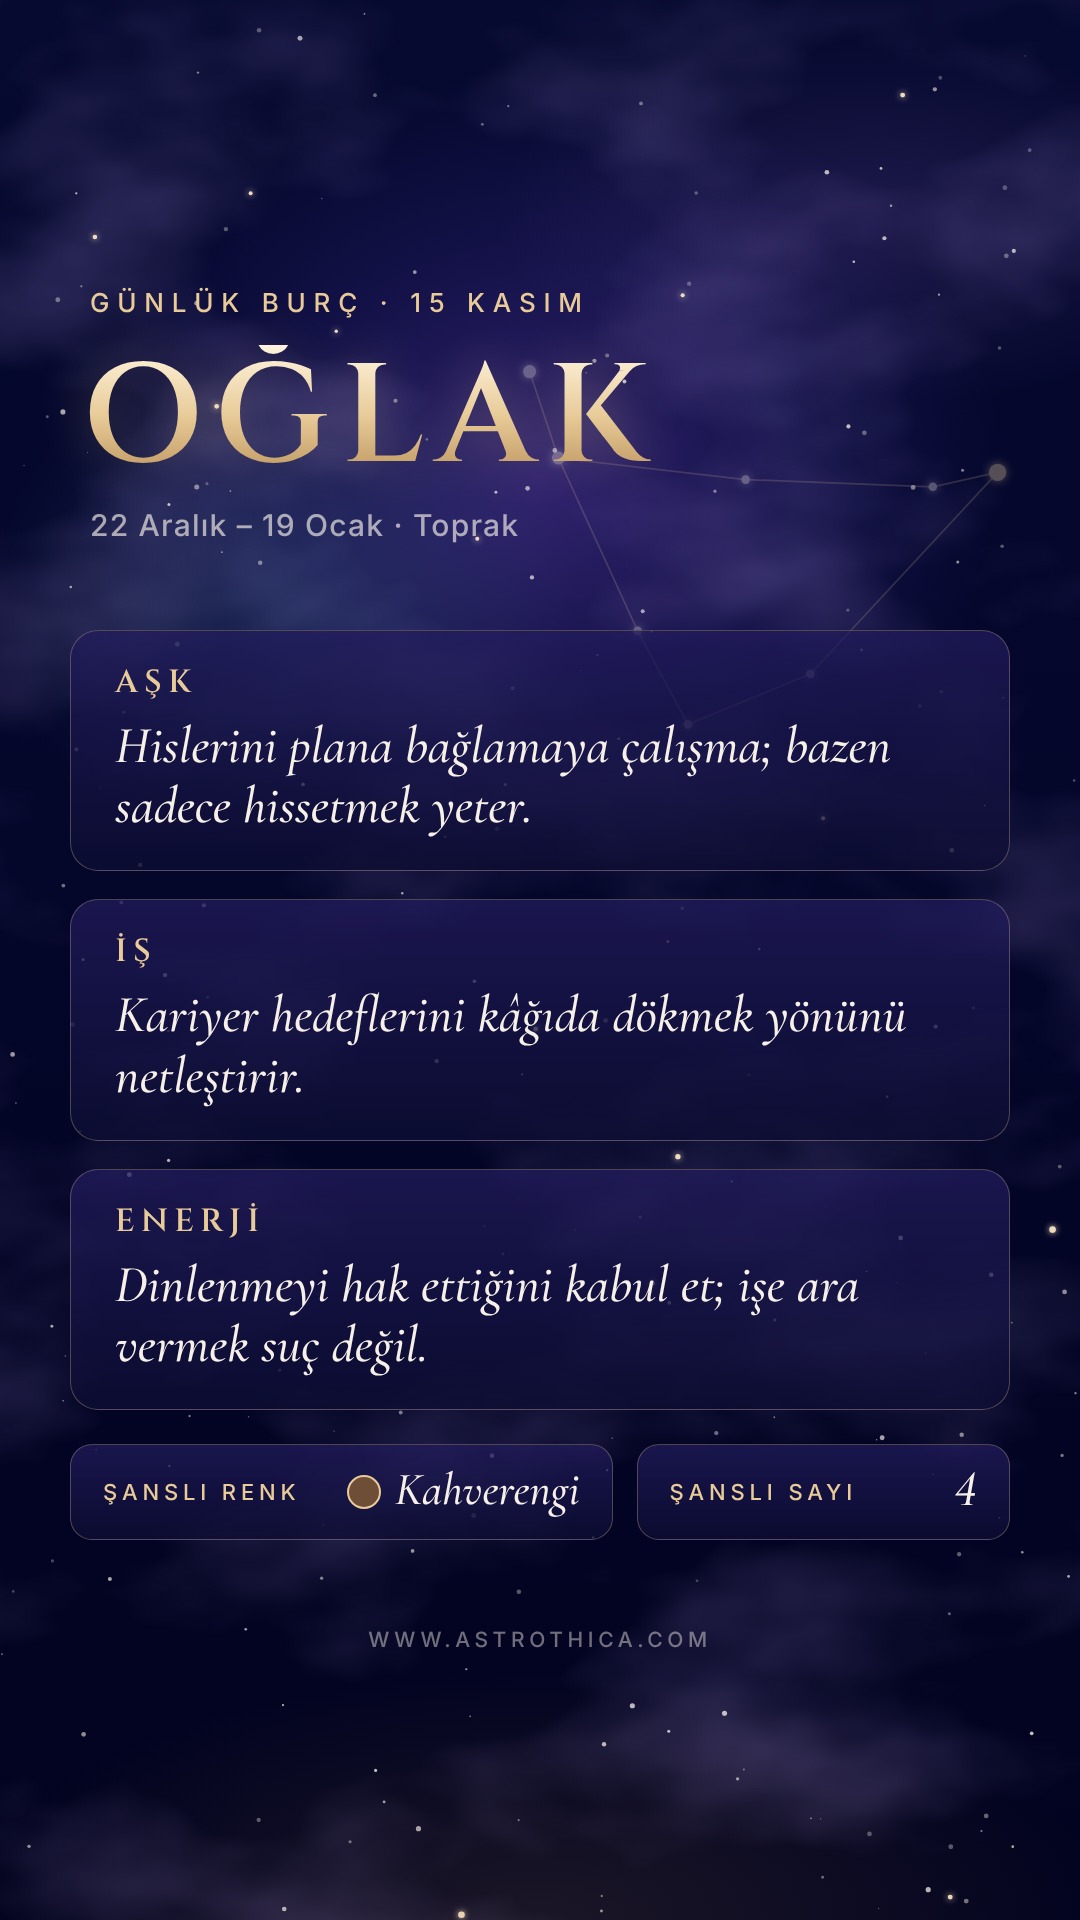 GÜNLÜK BURÇ · 15 KASIM
OĞLAK
22 Aralık – 19 Ocak · Toprak
AŞK
Hislerini plana bağlamaya çalışma; bazen
sadece hissetmek yeter.
İŞ
Kariyer hedeflerini kâğıda dökmek yönünü
netleştirir.
ENERJİ
Dinlenmeyi hak ettiğini kabul et; işe ara
vermek suç değil.
ŞANSLI RENK Kahverengi
ŞANSLI SAYI 4
WWW.ASTROTHICA.COM